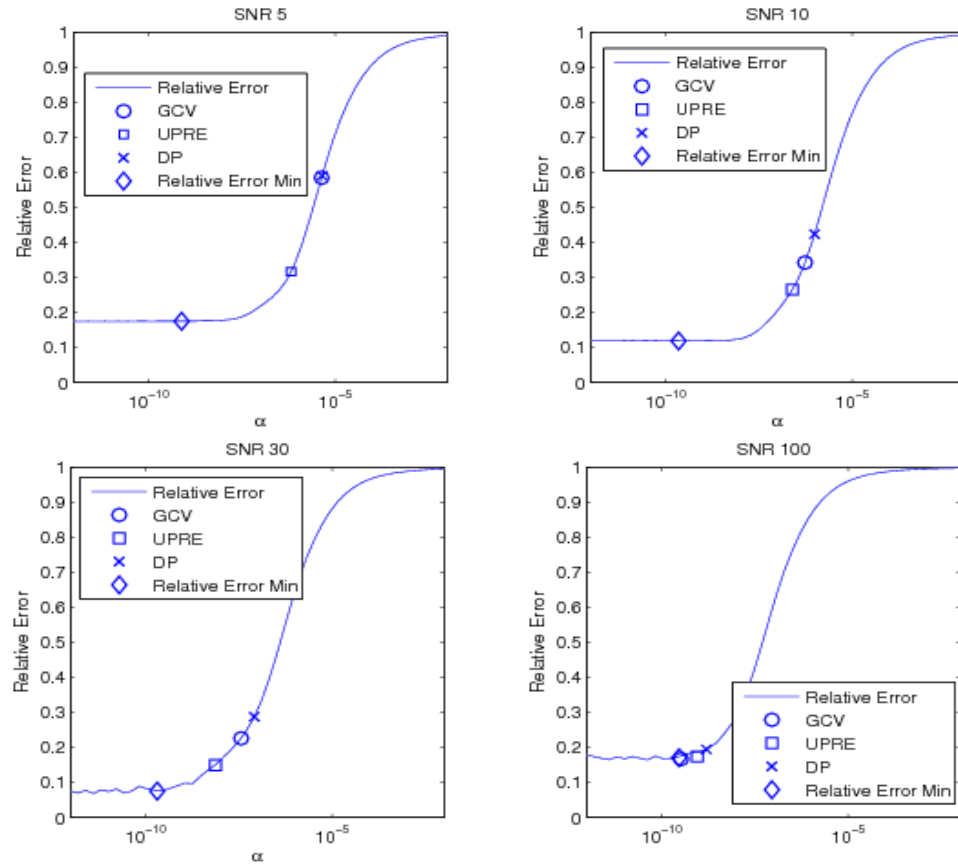 SNR 5
1
0.9
0.8
0.7
0.6
0.5
0.4
0.3
0.2
0.1
0
Relative Error
Relative Error
GCV
UPRE
DP
Relative Error Min
10^-10
10^-5
α
SNR 10
1
0.9
0.8
0.7
0.6
0.5
0.4
0.3
0.2
0.1
0
Relative Error
Relative Error
GCV
UPRE
DP
Relative Error Min
10^-10
10^-5
α
SNR 30
1
0.9
0.8
0.7
0.6
0.5
0.4
0.3
0.2
0.1
0
Relative Error
Relative Error
GCV
UPRE
DP
Relative Error Min
10^-10
10^-5
α
SNR 100
1
0.9
0.8
0.7
0.6
0.5
0.4
0.3
0.2
0.1
0
Relative Error
Relative Error
GCV
UPRE
DP
Relative Error Min
10^-10
10^-5
α